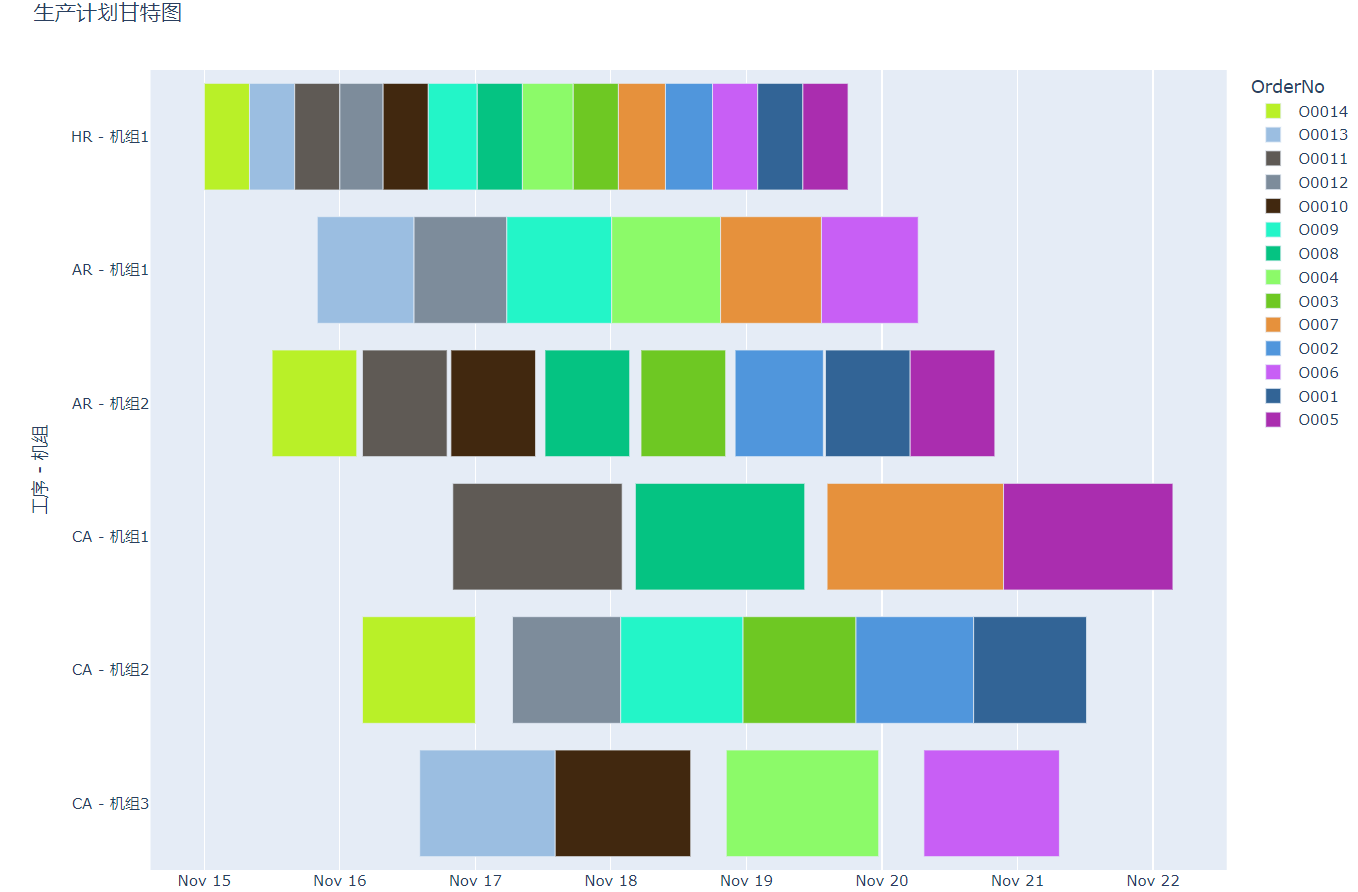 生产计划甘特图
工序 - 机组
HR - 机组1
AR - 机组1
AR - 机组2
CA - 机组1
CA - 机组2
CA - 机组3
Nov 15
Nov 16
Nov 17
Nov 18
Nov 19
Nov 20
Nov 21
Nov 22
OrderNo
O0014
O0013
O0011
O0012
O0010
O009
O008
O004
O003
O007
O002
O006
O001
O005